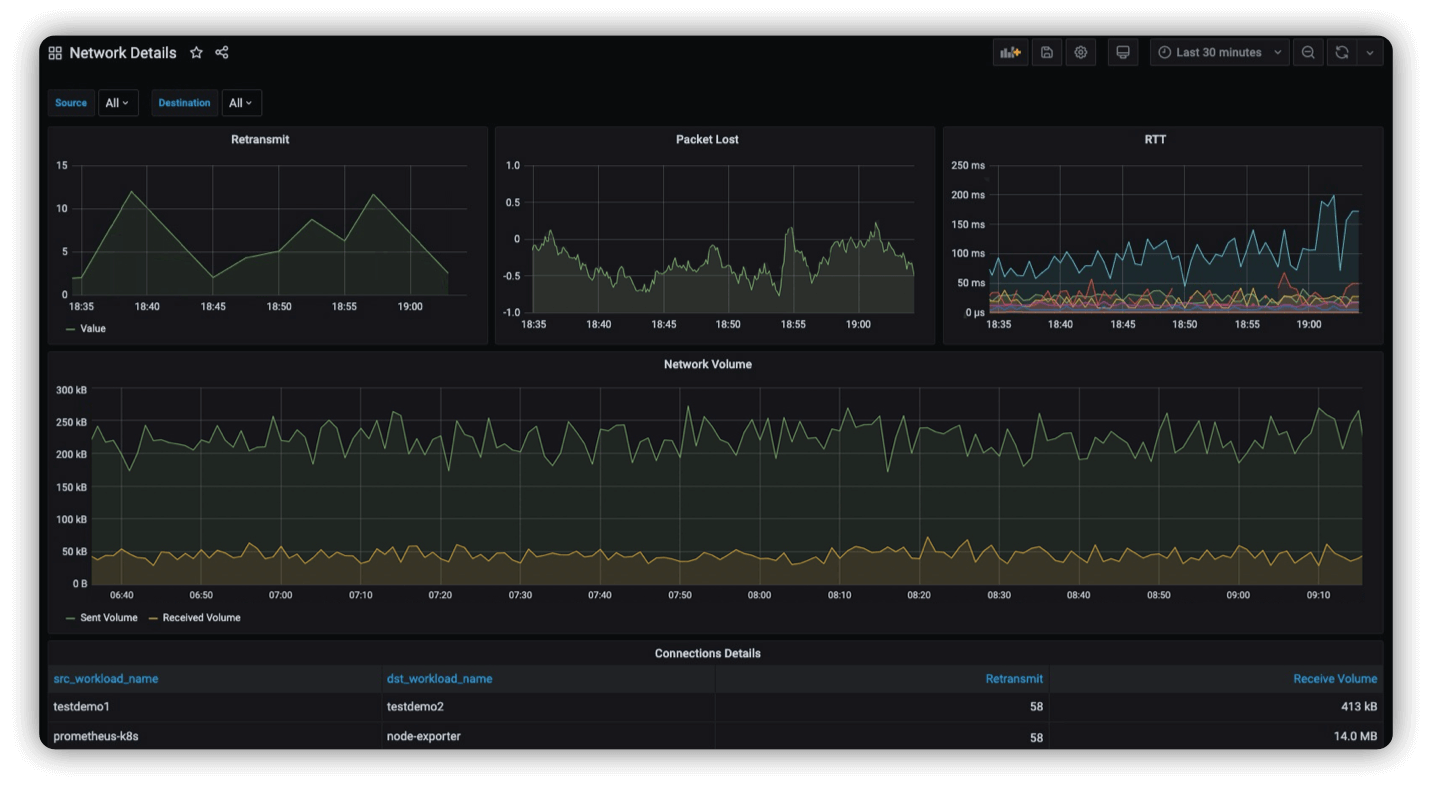 Network Details
Last 30 minutes
Source All Destination All
Retransmit
15
10
5
0
18:35 18:40 18:45 18:50 18:55 19:00
Value
Packet Lost
1.0
0.5
0
-0.5
-1.0
18:35 18:40 18:45 18:50 18:55 19:00
RTT
250 ms
200 ms
150 ms
100 ms
50 ms
0 µs
18:35 18:40 18:45 18:50 18:55 19:00
Network Volume
300 kB
250 kB
200 kB
150 kB
100 kB
50 kB
0 B
06:40 06:50 07:00 07:10 07:20 07:30 07:40 07:50 08:00 08:10 08:20 08:30 08:40 08:50 09:00 09:10
Sent Volume Received Volume
Connections Details
src_workload_name dst_workload_name Retransmit Receive Volume
testdemo1 testdemo2 58 413 kB
prometheus-k8s node-exporter 58 14.0 MB